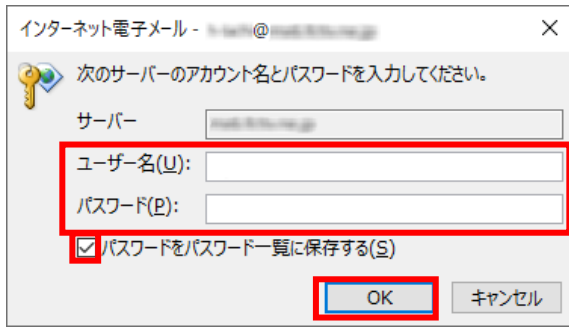 インターネット電子メール - @
次のサーバーのアカウント名とパスワードを入力してください。
サーバー
ユーザー名(U):
パスワード(P):
パスワードをパスワード一覧に保存する(S)
OK キャンセル